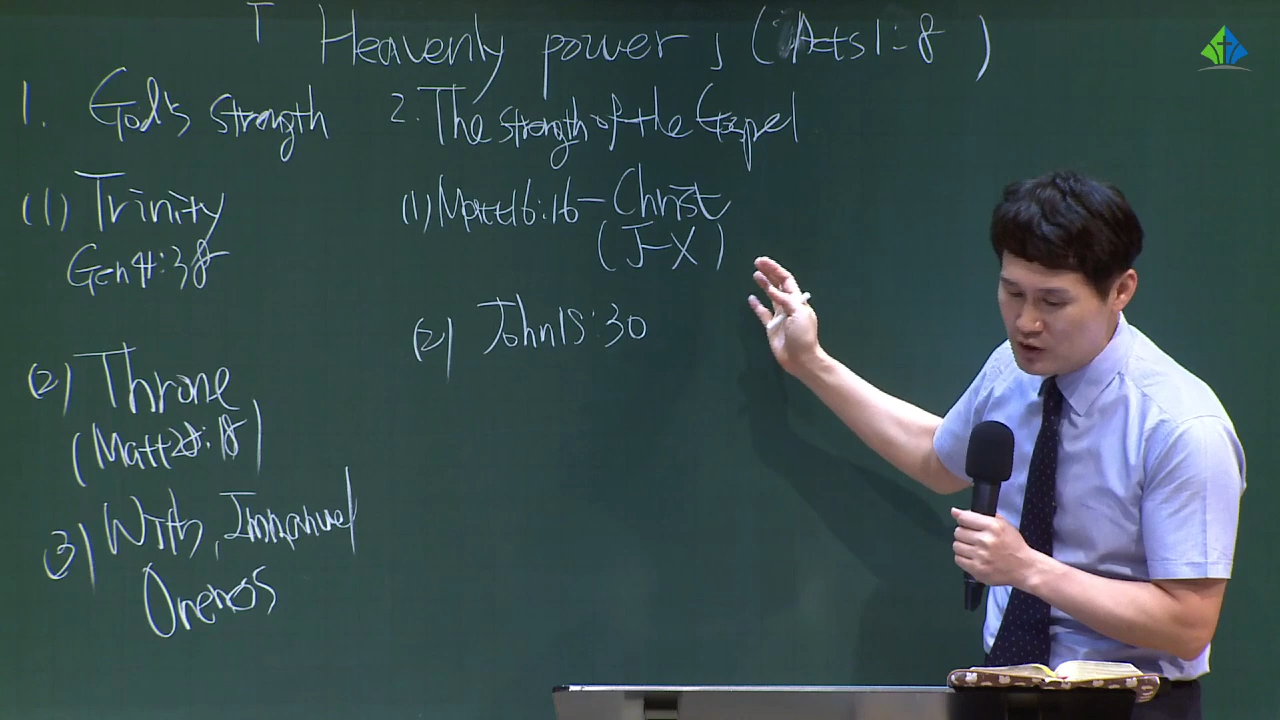 「 Heavenly power 」 (Acts 1:8)
1. God's strength
(1) Trinity
Gen 41:38
(2) Throne
(Matt 28:18)
(3) With, Immanuel
Oneness
2. The strength of the Gospel
(1) Matt 16:16 - Christ
(J-X)
(2) John 15:30